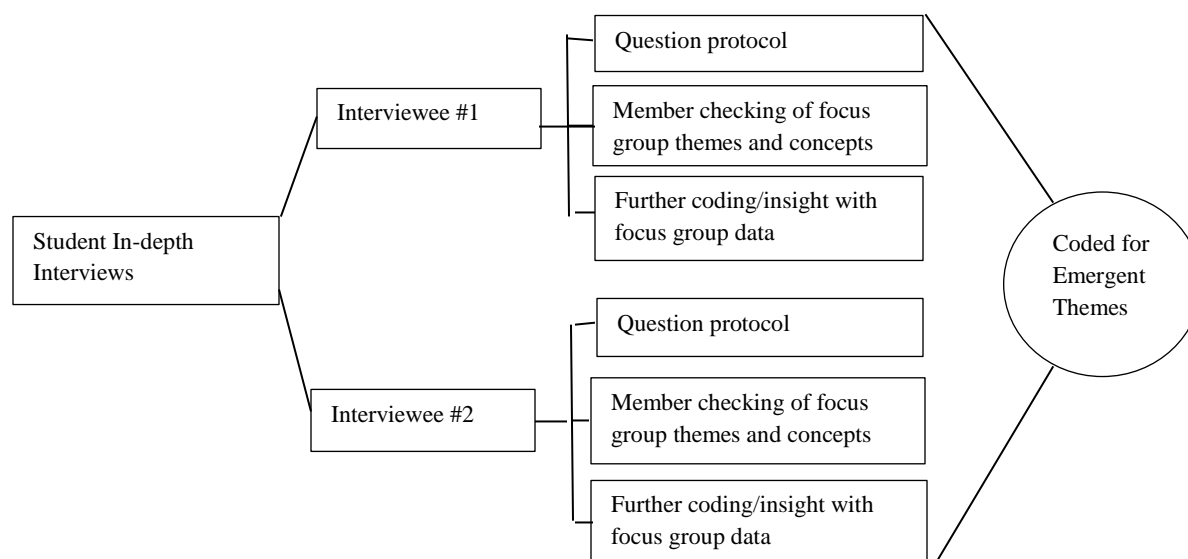 Question protocol
Interviewee #1
Member checking of focus
group themes and concepts
Further coding/insight with
focus group data
Student In-depth
Interviews
Coded for
Emergent
Themes
Question protocol
Interviewee #2
Member checking of focus
group themes and concepts
Further coding/insight with
focus group data